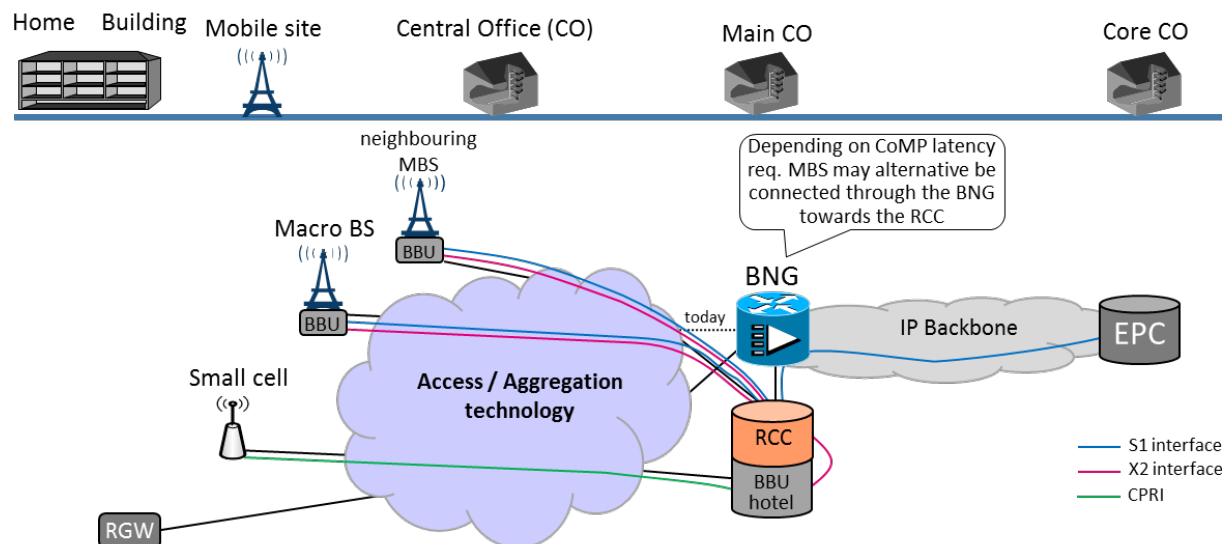 Home Building
Mobile site
Central Office (CO)
Main CO
Core CO
neighbouring
MBS
Depending on CoMP latency
req. MBS may alternative be
connected through the BNG
towards the RCC
Macro BS
BBU
BNG
BBU
today
IP Backbone
EPC
Small cell
Access / Aggregation
technology
RCC
S1 interface
X2 interface
BBU
hotel
CPRI
RGW